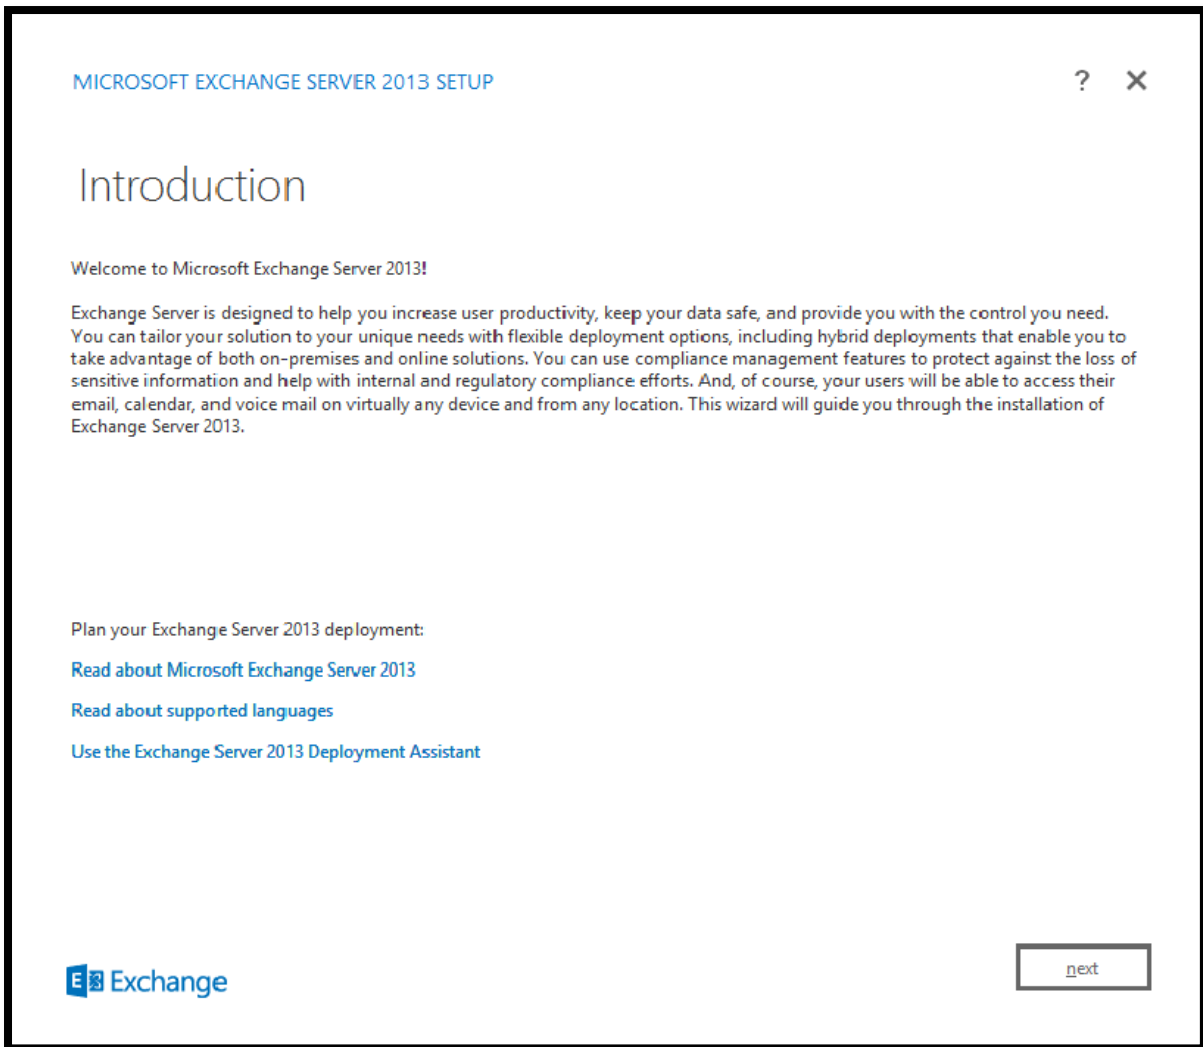 MICROSOFT EXCHANGE SERVER 2013 SETUP
?
Introduction
Welcome to Microsoft Exchange Server 2013!
Exchange Server is designed to help you increase user productivity, keep your data safe, and provide you with the control you need.
You can tailor your solution to your unique needs with flexible deployment options, including hybrid deployments that enable you to
take advantage of both on-premises and online solutions. You can use compliance management features to protect against the loss of
sensitive information and help with internal and regulatory compliance efforts. And, of course, your users will be able to access their
email, calendar, and voice mail on virtually any device and from any location. This wizard will guide you through the installation of
Exchange Server 2013.
Plan your Exchange Server 2013 deployment:
Read about Microsoft Exchange Server 2013
Read about supported languages
Use the Exchange Server 2013 Deployment Assistant
E Exchange
next